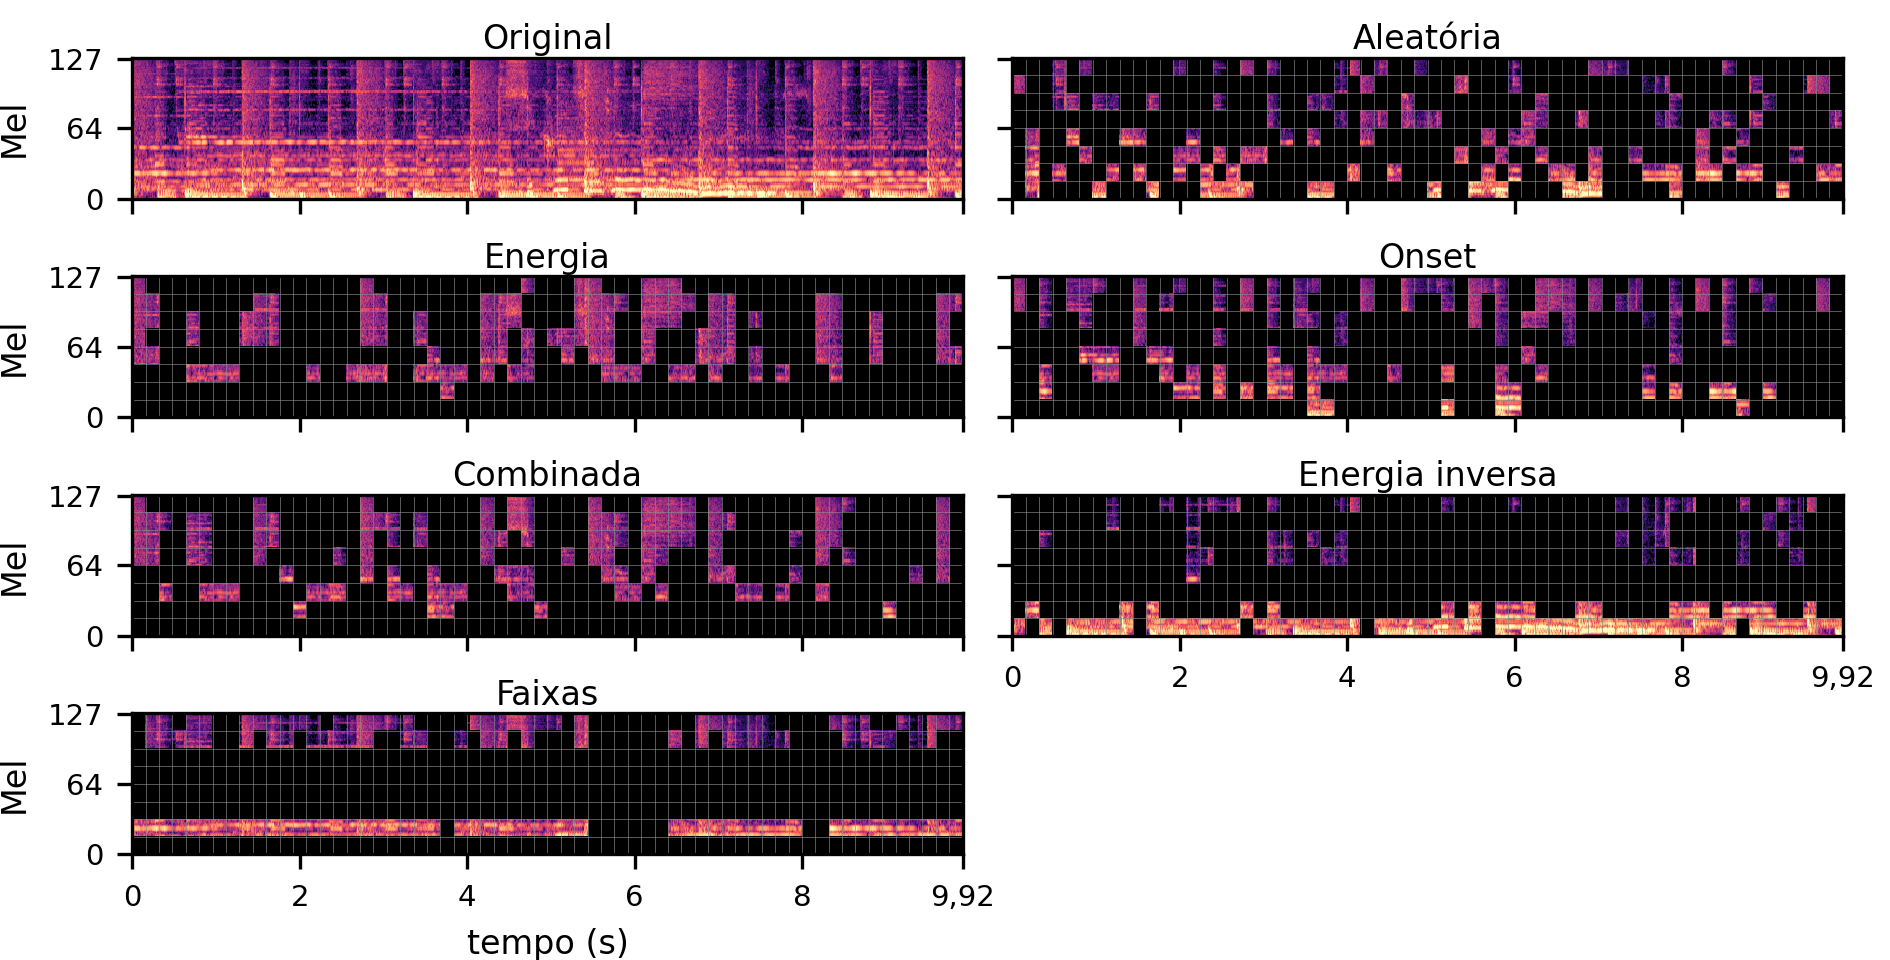 Original
Aleatória
127
64
0
Mel
Energia
Onset
127
64
0
Mel
Combinada
Energia inversa
127
64
0
Mel
0 2 4 6 8 9,92
Faixas
127
64
0
Mel
0 2 4 6 8 9,92
tempo (s)